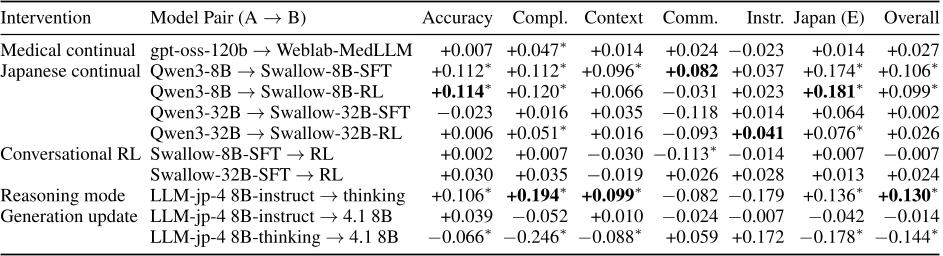 Intervention Model Pair (A → B) Accuracy Compl. Context Comm. Instr. Japan (E) Overall
Medical continual gpt-oss-120b → Weblab-MedLLM +0.007 +0.047* +0.014 +0.024 −0.023 +0.014 +0.027
Japanese continual Qwen3-8B → Swallow-8B-SFT +0.112* +0.112* +0.096* +0.082 +0.037 +0.174* +0.106*
Qwen3-8B → Swallow-8B-RL +0.114* +0.120* +0.066 −0.031 +0.023 +0.181* +0.099*
Qwen3-32B → Swallow-32B-SFT −0.023 +0.016 +0.035 -0.118 +0.014 +0.064 +0.002
Qwen3-32B → Swallow-32B-RL +0.006 +0.051* +0.016 −0.093 +0.041 +0.076* +0.026
Conversational RL Swallow-8B-SFT → RL +0.002 +0.007 −0.030 −0.113* −0.014 +0.007 −0.007
Swallow-32B-SFT → RL +0.030 +0.035 −0.019 +0.026 +0.028 +0.013 +0.024
Reasoning mode LLM-jp-4 8B-instruct → thinking +0.106* +0.194* +0.099* −0.082 −0.179 +0.136* +0.130*
Generation update LLM-jp-4 8B-instruct → 4.1 8B +0.039 −0.052 +0.010 −0.024 −0.007 −0.042 −0.014
LLM-jp-4 8B-thinking → 4.1 8B −0.066* −0.246* −0.088* +0.059 +0.172 −0.178* −0.144*